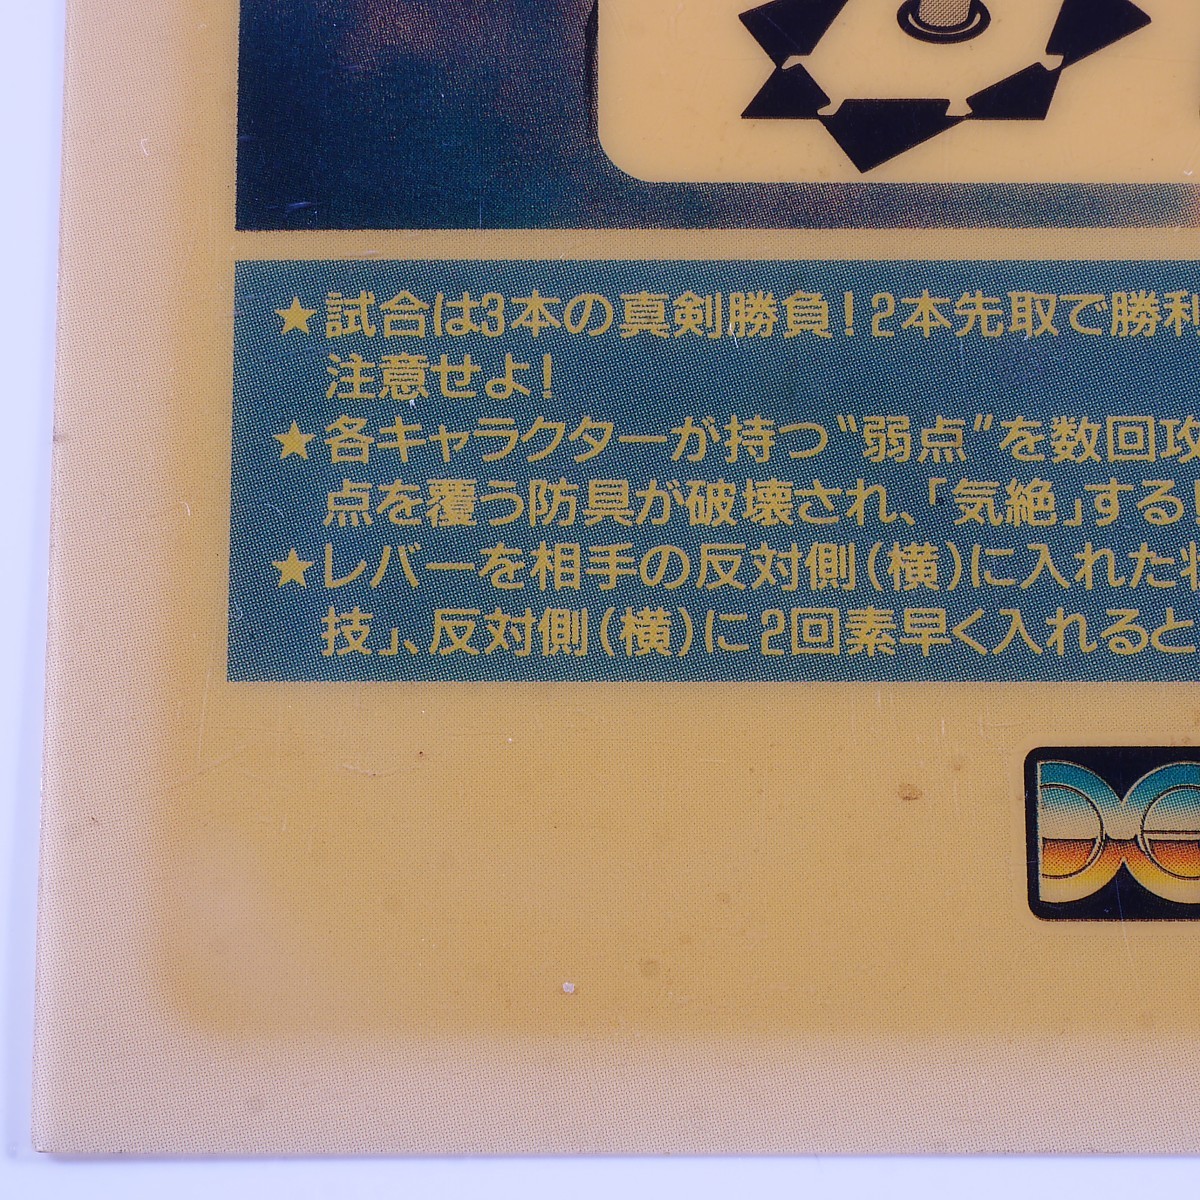 ★試合は3本の真剣勝負!2本先取で勝利
注意せよ!
★各キャラクターが持つ“弱点”を数回攻
点を覆う防具が破壊され、「気絶」する
★レバーを相手の反対側(横)に入れた状
技」、反対側(横)に2回素早く入れると
DE